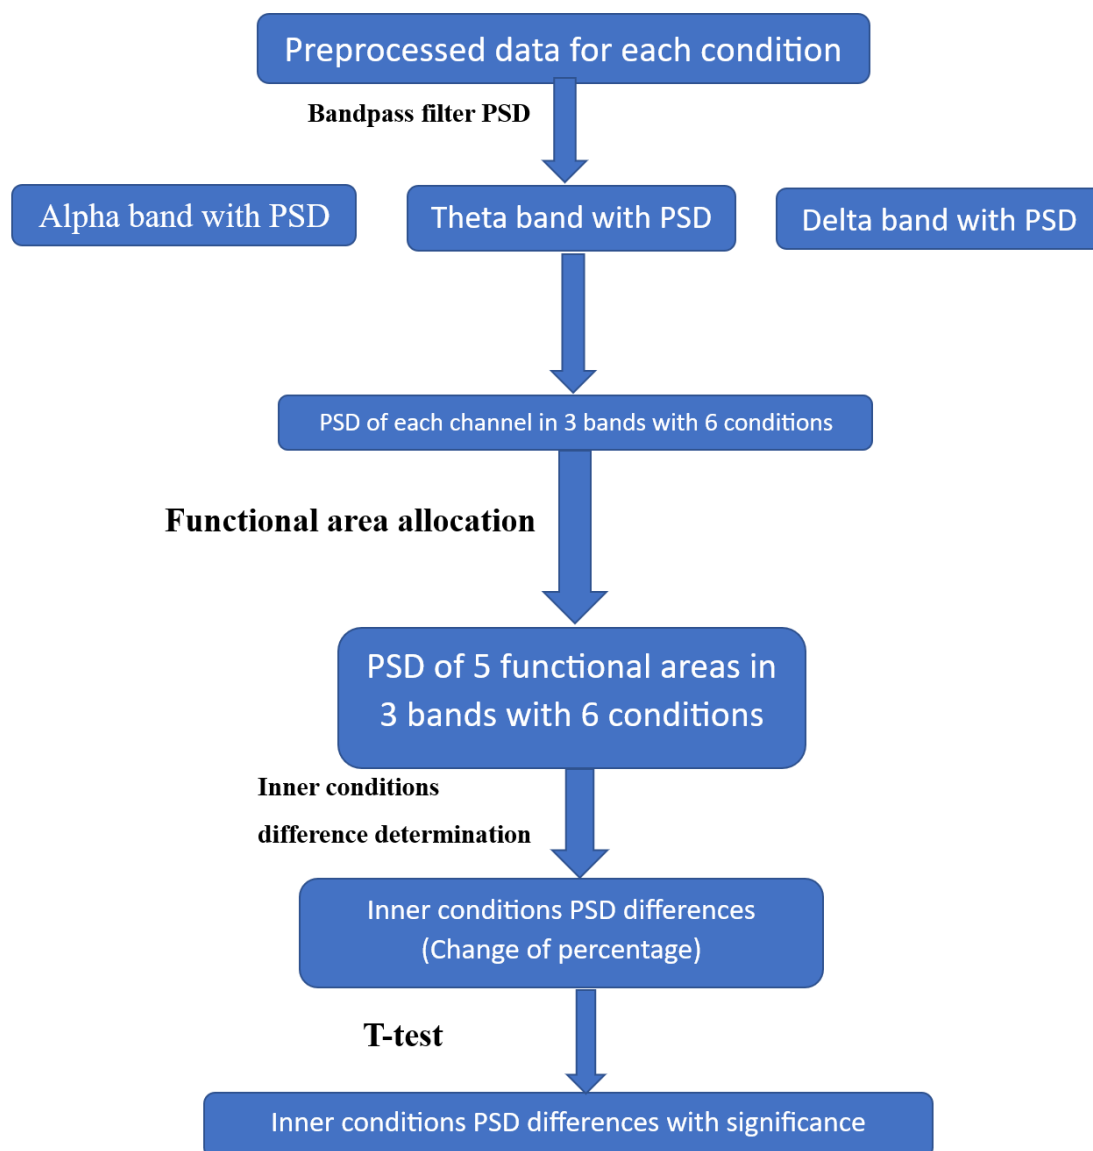 Preprocessed data for each condition
Bandpass filter PSD
Alpha band with PSD
Theta band with PSD
Delta band with PSD
PSD of each channel in 3 bands with 6 conditions
Functional area allocation
PSD of 5 functional areas in
3 bands with 6 conditions
Inner conditions
difference determination
Inner conditions PSD differences
(Change of percentage)
T-test
Inner conditions PSD differences with significance